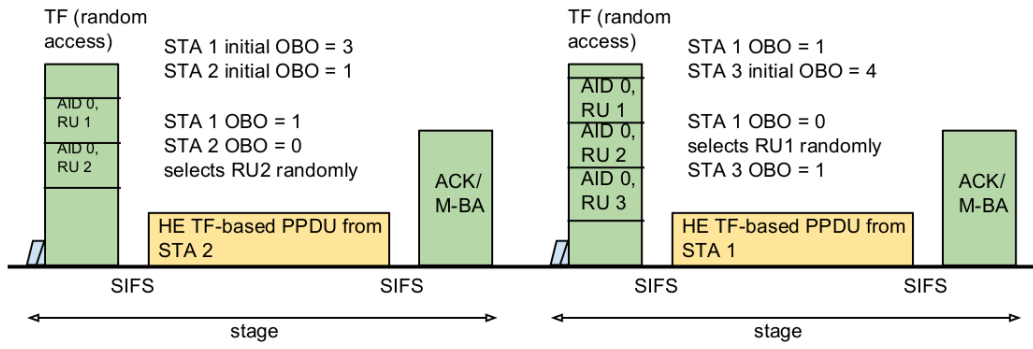 TF (random
access)
STA 1 initial OBO = 3
STA 2 initial OBO = 1
AID 0,
RU 1
AID 0,
RU 2
STA 1 OBO = 1
STA 2 OBO = 0
selects RU2 randomly
ACK/
M-BA
HE TF-based PPDU from
STA 2
SIFS
SIFS
stage
TF (random
access)
STA 1 OBO = 1
STA 3 initial OBO = 4
AID 0,
RU 1
AID 0,
RU 2
AID 0,
RU 3
STA 1 OBO = 0
selects RU1 randomly
STA 3 OBO = 1
ACK/
M-BA
HE TF-based PPDU from
STA 1
SIFS
SIFS
stage